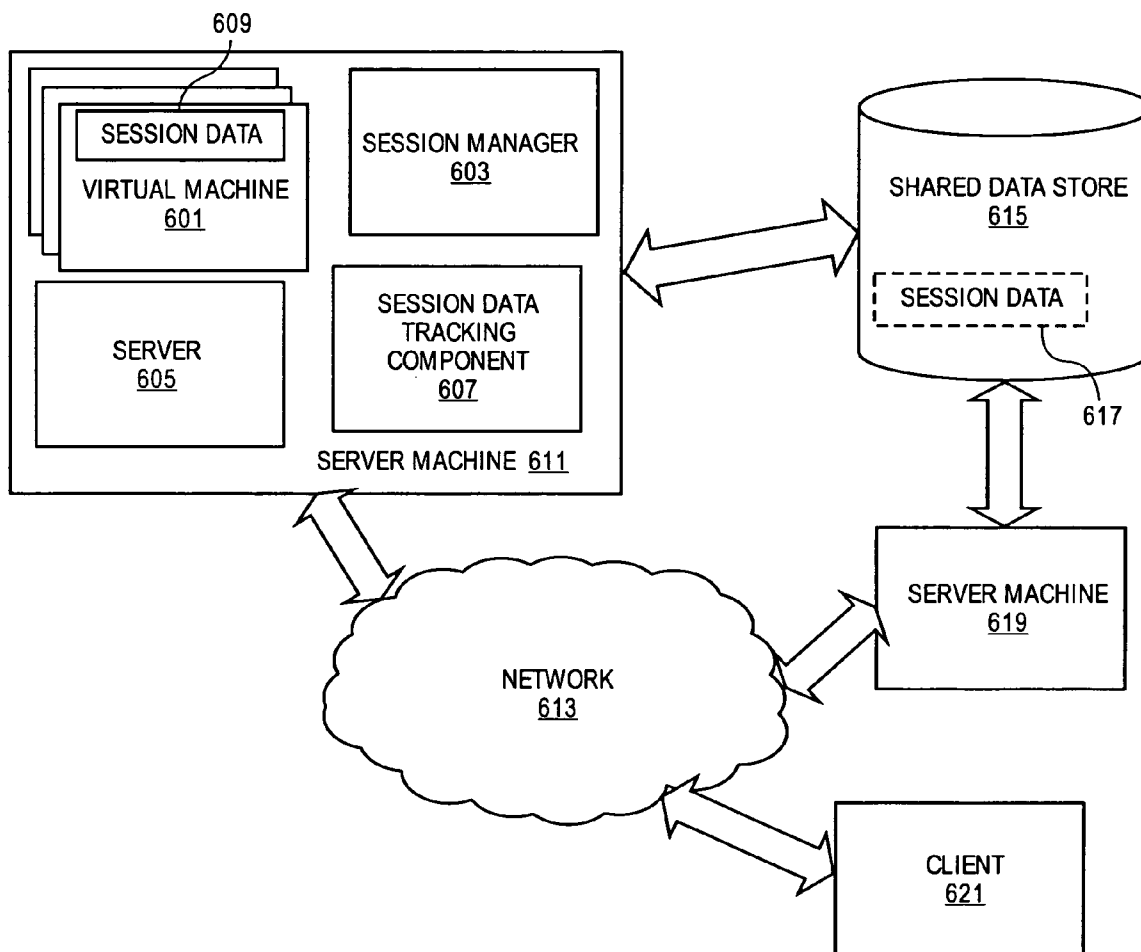 609
SESSION DATA
VIRTUAL MACHINE
601
SESSION MANAGER
603
SERVER
605
SESSION DATA
TRACKING
COMPONENT
607
SERVER MACHINE 611
SHARED DATA STORE
615
SESSION DATA
617
SERVER MACHINE
619
NETWORK
613
CLIENT
621